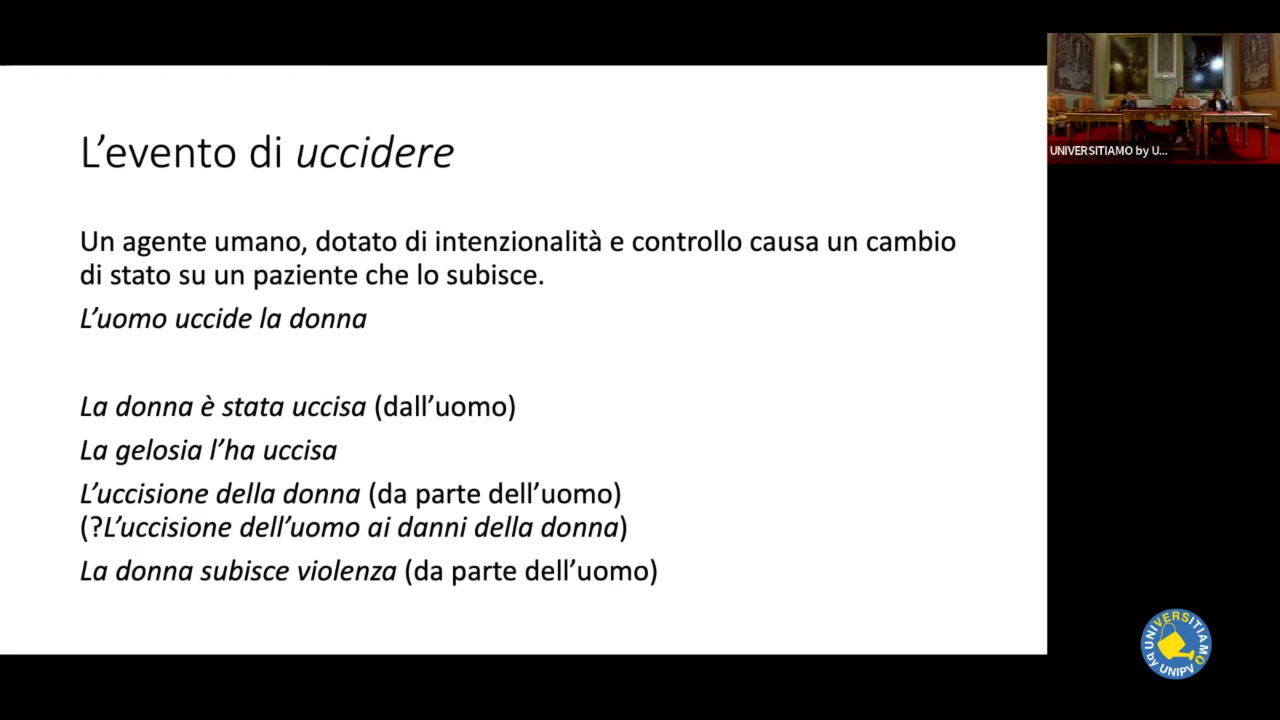 L'evento di uccidere
Un agente umano, dotato di intenzionalità e controllo causa un cambio
di stato su un paziente che lo subisce.
L'uomo uccide la donna
La donna è stata uccisa (dall'uomo)
La gelosia l'ha uccisa
L'uccisione della donna (da parte dell'uomo)
(?L'uccisione dell'uomo ai danni della donna)
La donna subisce violenza (da parte dell'uomo)
UNIVERSITIAMO by U...
UNIVERSITIAMO
by UNIPV